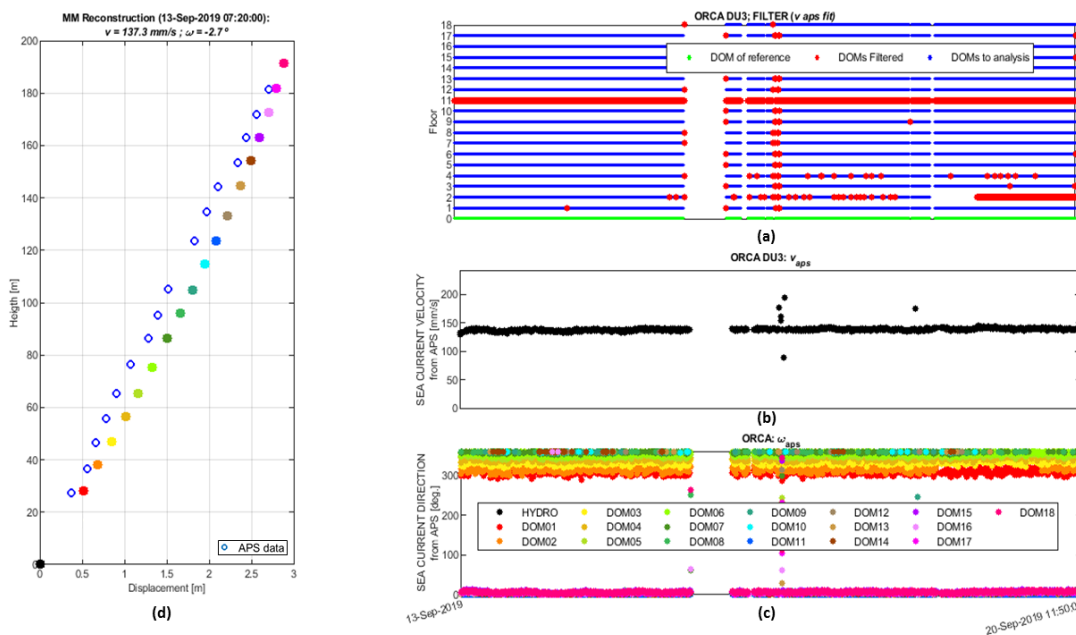 MM Reconstruction (13-Sep-2019 07:20:00):
v = 137.3 mm/s ; ω = -2.7°
200
180
160
140
120
100
80
60
40
20
0
Heigth [m]
0
0.5
1
1.5
2
2.5
3
Displacement [m]
APS data
(d)
ORCA DU3; FILTER (v aps fit)
18
17
16
15
14
13
12
11
10
9
8
7
6
5
4
3
2
1
0
Floor
DOM of reference
DOMs Filtered
DOMs to analysis
(a)
ORCA DU3: vaps
200
150
100
50
0
SEA CURRENT VELOCITY
from APS [mm/s]
(b)
ORCA: ωaps
300
200
100
0
SEA CURRENT DIRECTION
from APS [deg.]
HYDRO DOM03 DOM06 DOM09 DOM12 DOM15 DOM18
DOM01 DOM04 DOM07 DOM10 DOM13 DOM16
DOM02 DOM05 DOM08 DOM11 DOM14 DOM17
13-Sep-2019
20-Sep-2019 11:50:0
(c)